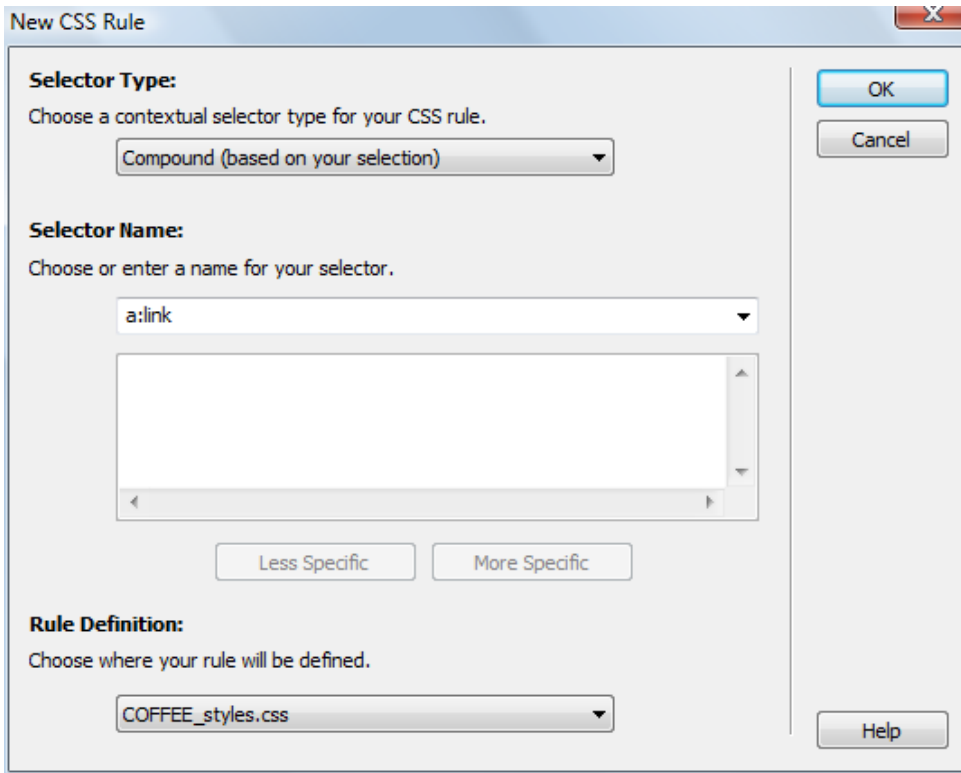 New CSS Rule
X
Selector Type:
Choose a contextual selector type for your CSS rule.
Compound (based on your selection)
OK
Cancel
Selector Name:
Choose or enter a name for your selector.
a:link
Less Specific
More Specific
Rule Definition:
Choose where your rule will be defined.
COFFEE_styles.css
Help